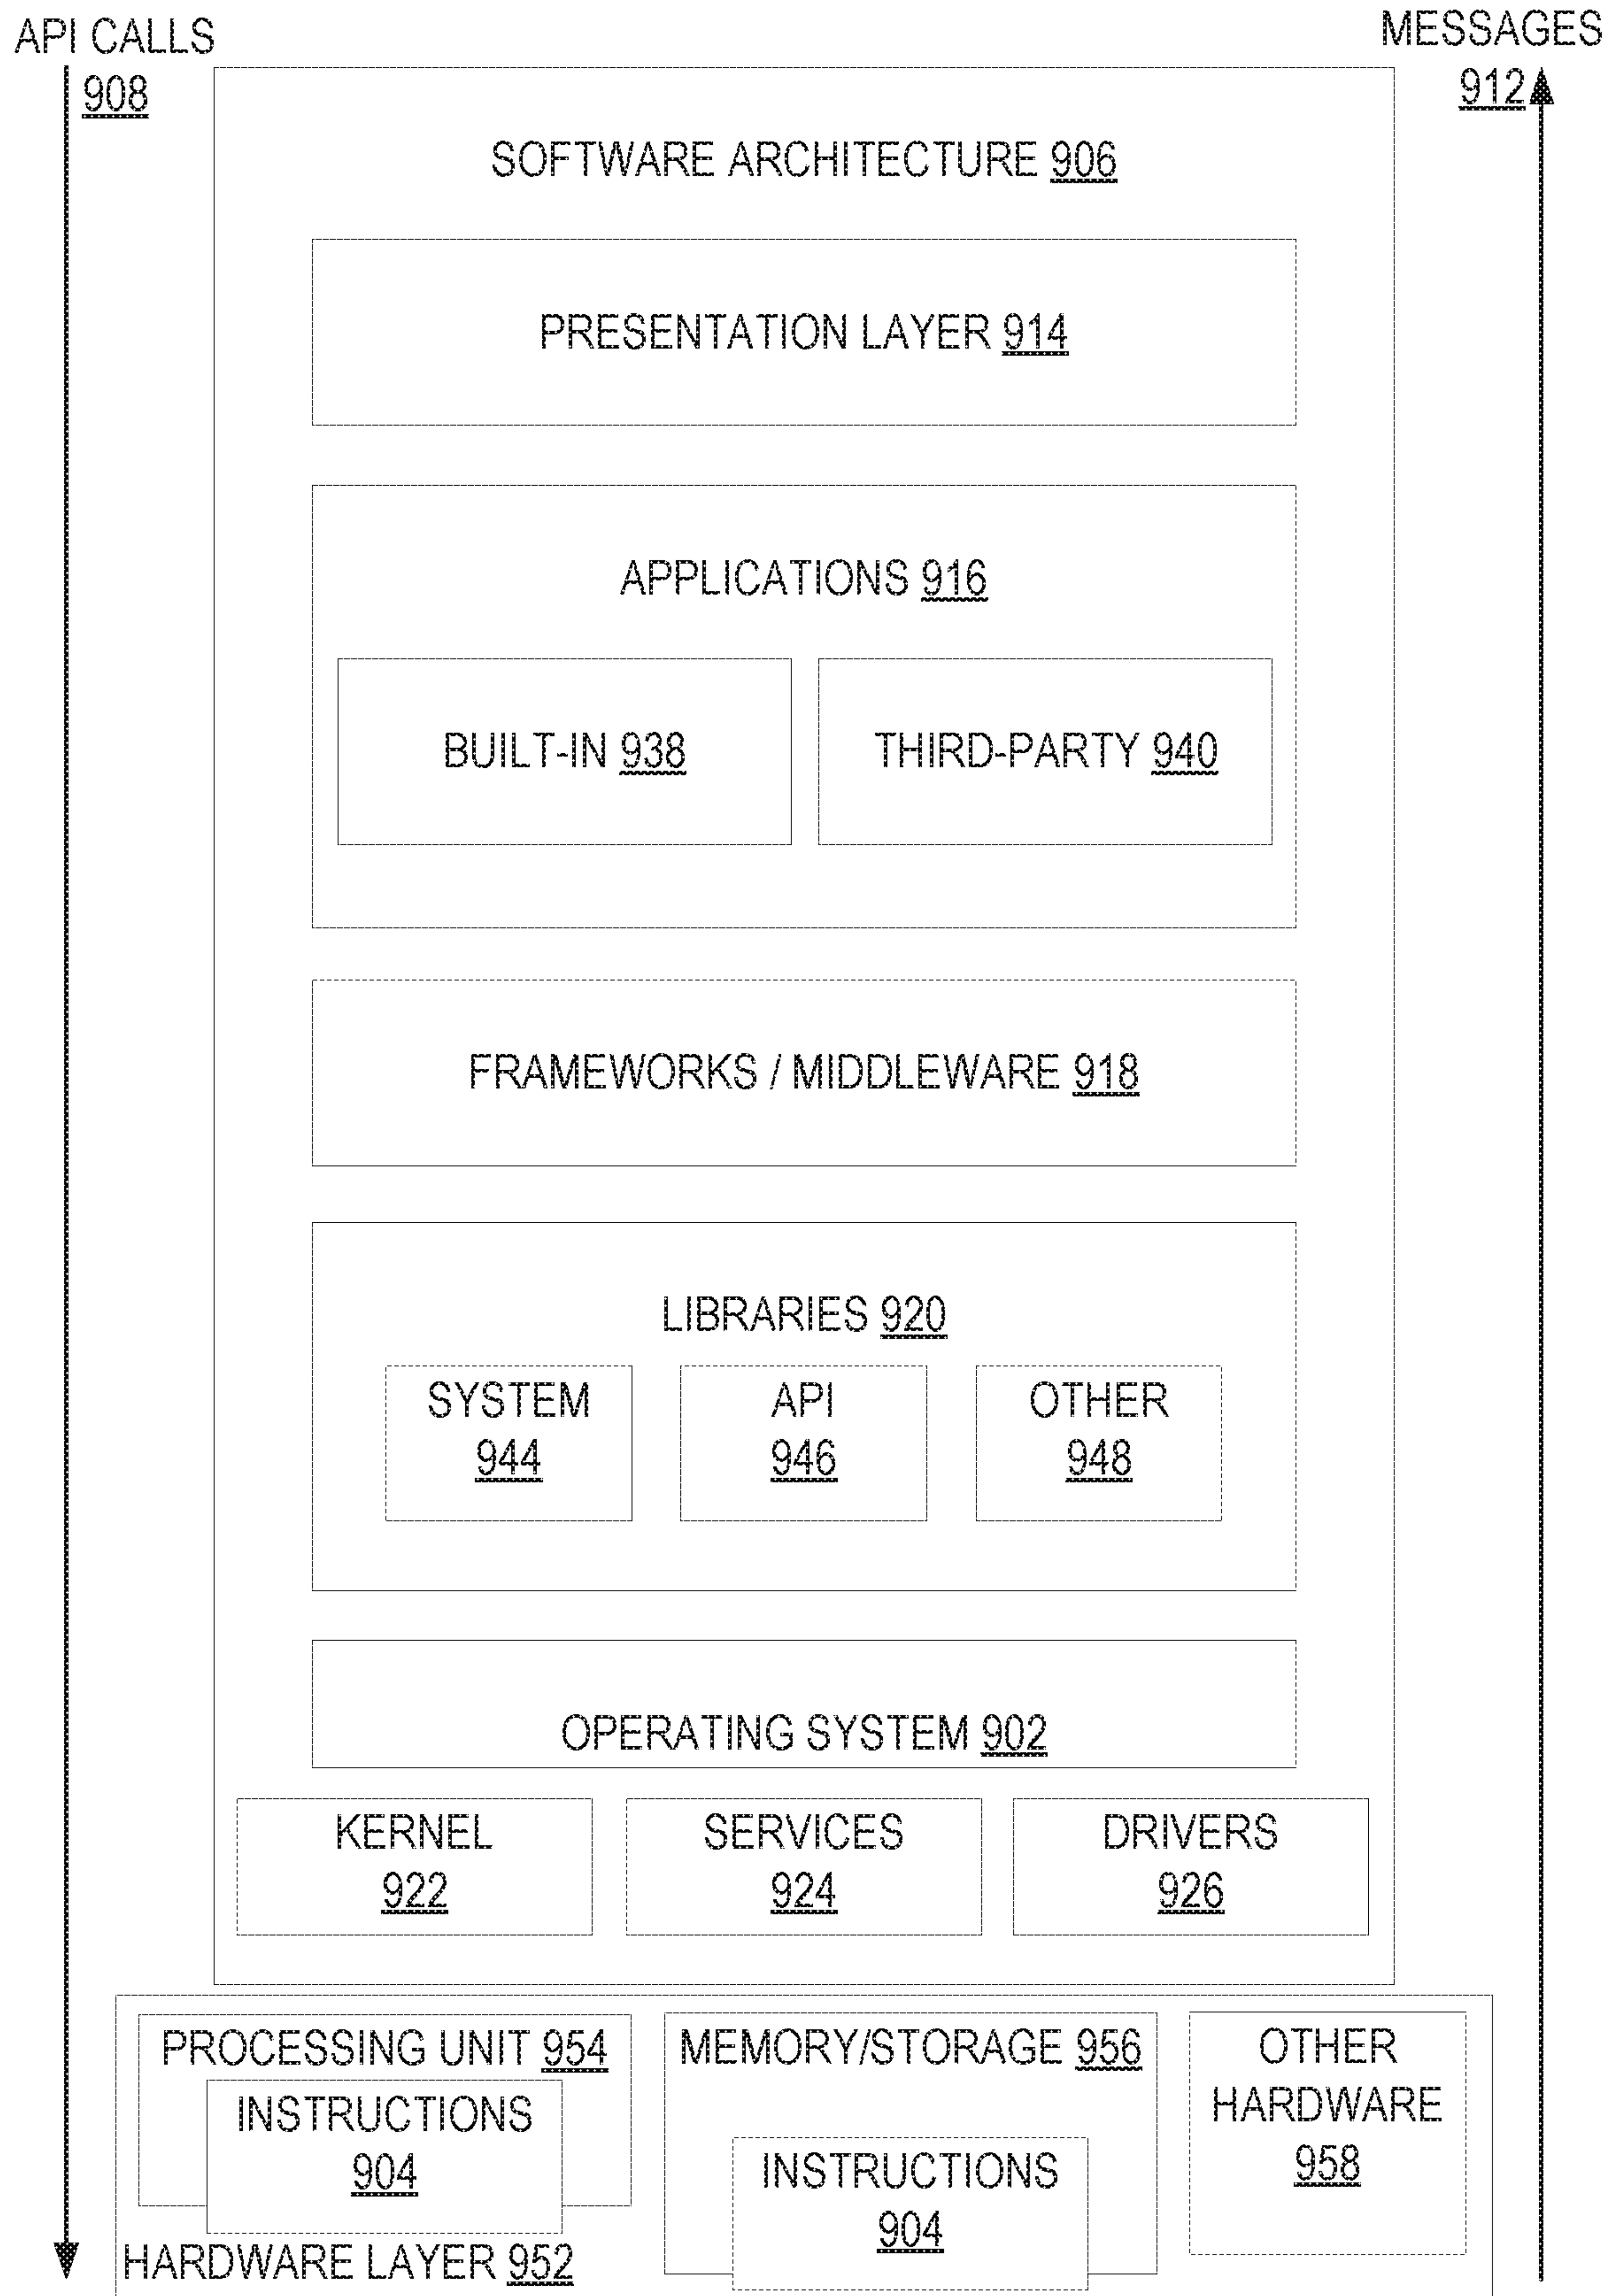 API CALLS
908
MESSAGES
912
SOFTWARE ARCHITECTURE 906
PRESENTATION LAYER 914
APPLICATIONS 916
BUILT-IN 938
THIRD-PARTY 940
FRAMEWORKS / MIDDLEWARE 918
LIBRARIES 920
SYSTEM
944
API
946
OTHER
948
OPERATING SYSTEM 902
KERNEL
922
SERVICES
924
DRIVERS
926
PROCESSING UNIT 954
INSTRUCTIONS
904
MEMORY/STORAGE 956
INSTRUCTIONS
904
OTHER
HARDWARE
958
HARDWARE LAYER 952